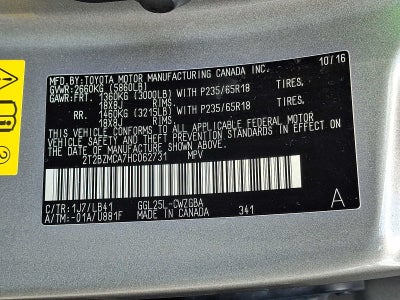 MFD.BY:TOYOTA MOTOR MANUFACTURING CANADA INC. 10/16
GVWR:2660KG (5860LB)
GAWR:FRT. 1360KG (3000LB) WITH P235/65R18 TIRES.
18X8J RIMS.
RR. 1460KG (3215LB) WITH P235/65R18 TIRES.
18X8J RIMS.
THIS VEHICLE CONFORMS TO ALL APPLICABLE FEDERAL MOTOR
VEHICLE SAFETY AND THEFT PREVENTION STANDARDS IN EFFECT ON
THE DATE OF MANUFACTURE SHOWN ABOVE.
2T2BZMCA7HC062731 MPV
C/TR:1J7/LB41 GGL25L-CWZGBA A
A/TM:-01A/U881F 341
2